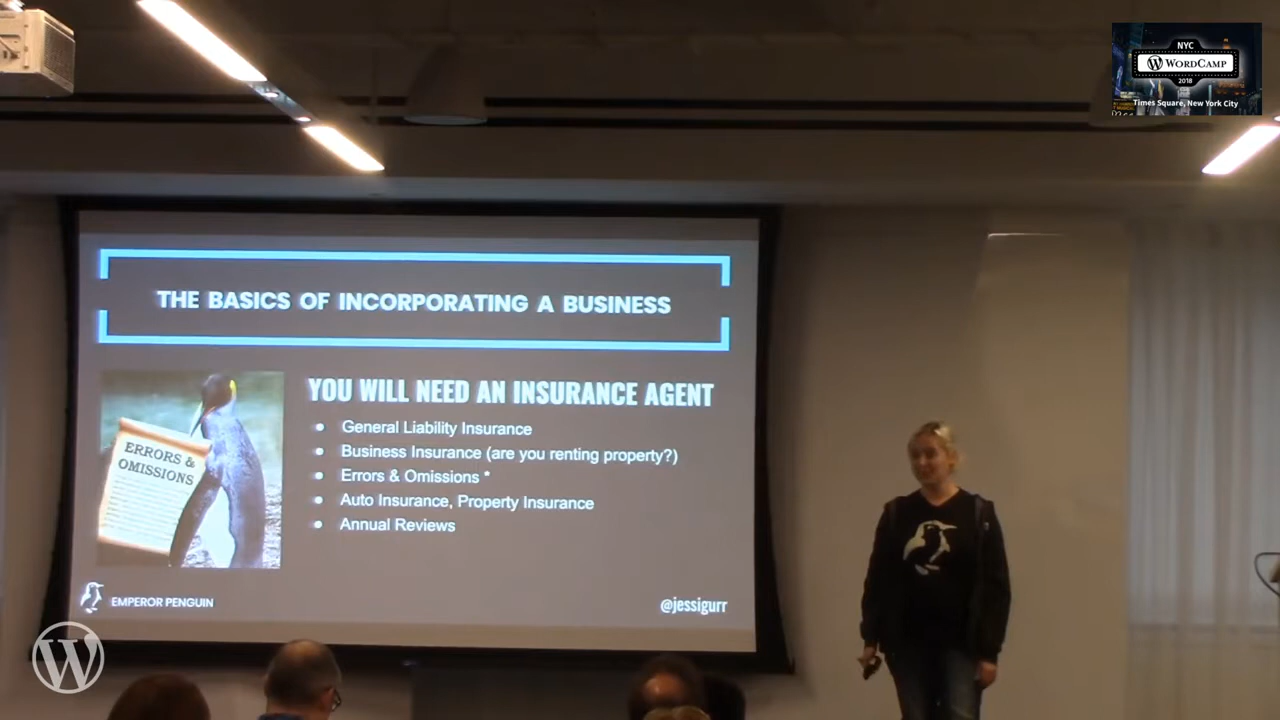 NYC
WORDCAMP
2018
Times Square, New York City
THE BASICS OF INCORPORATING A BUSINESS
YOU WILL NEED AN INSURANCE AGENT
• General Liability Insurance
• Business Insurance (are you renting property?)
• Errors & Omissions *
• Auto Insurance, Property Insurance
• Annual Reviews
ERRORS &
OMISSIONS
EMPEROR PENGUIN
@jessigurr